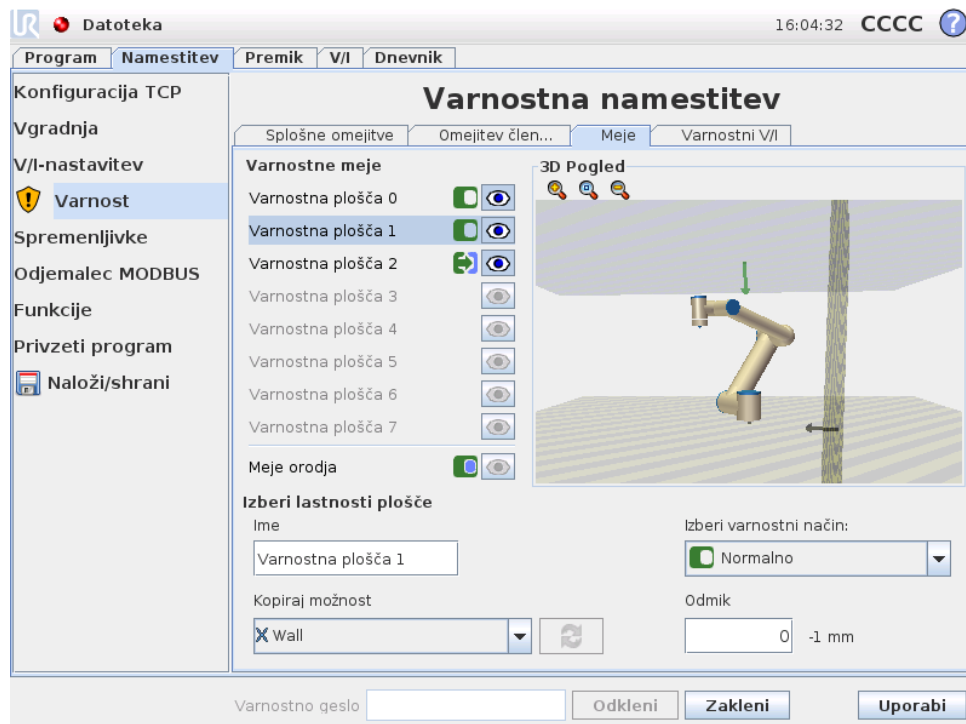 UR Datoteka 16:04:32 CCCC ?
Program Namestitev Premik V/I Dnevnik
Konfiguracija TCP
Vgradnja
V/I-nastavitev
Varnost
Spremenljivke
Odjemalec MODBUS
Funkcije
Privzeti program
Naloži/shrani
Varnostna namestitev
Splošne omejitve Omejitev člen... Meje Varnostni V/I
Varnostne meje
Varnostna plošča 0
Varnostna plošča 1
Varnostna plošča 2
Varnostna plošča 3
Varnostna plošča 4
Varnostna plošča 5
Varnostna plošča 6
Varnostna plošča 7
Meje orodja
3D Pogled
Izberi lastnosti plošče
Ime
Varnostna plošča 1
Izberi varnostni način:
Normalno
Kopiraj možnost
Wall
Odmik
0 -1 mm
Varnostno geslo Odkleni Zakleni Uporabi